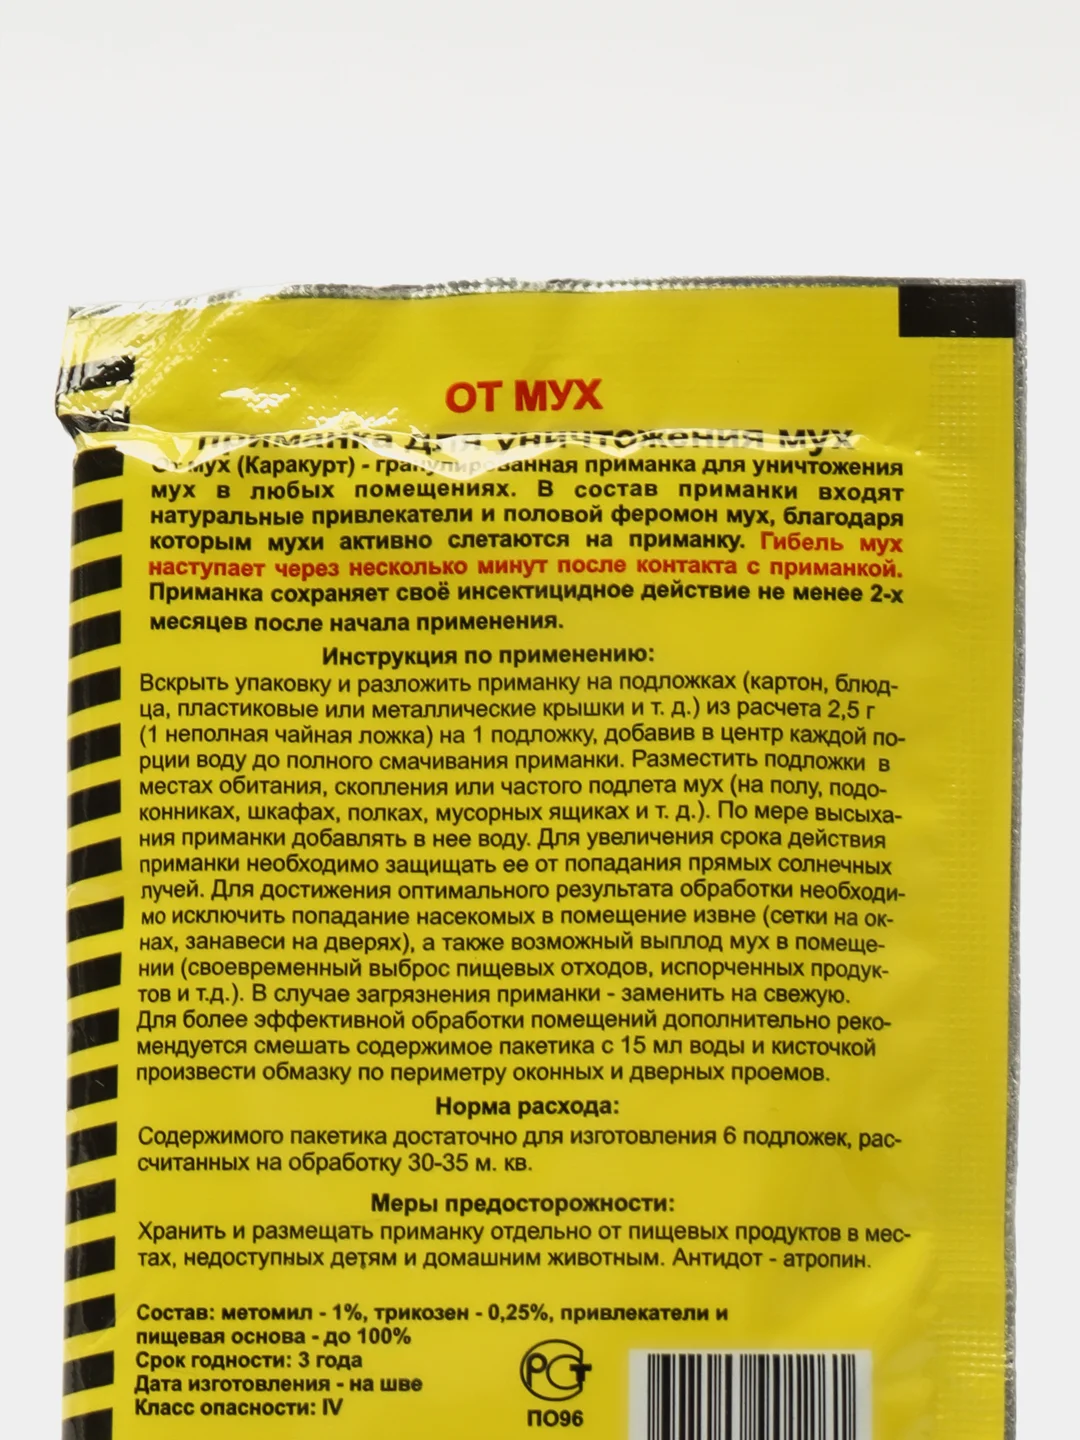 ОТ МУХ
приманка для уничтожения мух
От мух (Каракурт) - гранулированная приманка для уничтожения
мух в любых помещениях. В состав приманки входят
натуральные привлекатели и половой феромон мух, благодаря
которым мухи активно слетаются на приманку. Гибель мух
наступает через несколько минут после контакта с приманкой.
Приманка сохраняет своё инсектицидное действие не менее 2-х
месяцев после начала применения.
Инструкция по применению:
Вскрыть упаковку и разложить приманку на подложках (картон, блюд-
ца, пластиковые или металлические крышки и т. д.) из расчета 2,5 г
(1 неполная чайная ложка) на 1 подложку, добавив в центр каждой по-
рции воду до полного смачивания приманки. Разместить подложки в
местах обитания, скопления или частого подлета мух (на полу, подо-
конниках, шкафах, полках, мусорных ящиках и т. д.). По мере высыха-
ния приманки добавлять в нее воду. Для увеличения срока действия
приманки необходимо защищать ее от попадания прямых солнечных
лучей. Для достижения оптимального результата обработки необходи-
мо исключить попадание насекомых в помещение извне (сетки на ок-
нах, занавеси на дверях), а также возможный выплод мух в помеще-
нии (своевременный выброс пищевых отходов, испорченных продук-
тов и т.д.). В случае загрязнения приманки - заменить на свежую.
Для более эффективной обработки помещений дополнительно реко-
мендуется смешать содержимое пакетика с 15 мл воды и кисточкой
произвести обмазку по периметру оконных и дверных проемов.
Норма расхода:
Содержимого пакетика достаточно для изготовления 6 подложек, рас-
считанных на обработку 30-35 м. кв.
Меры предосторожности:
Хранить и размещать приманку отдельно от пищевых продуктов в мес-
тах, недоступных детям и домашним животным. Антидот - атропин.
Состав: метомил - 1%, трикозен - 0,25%, привлекатели и
пищевая основа - до 100%
Срок годности: 3 года
Дата изготовления - на шве
Класс опасности: IV
РСТ
ПО96